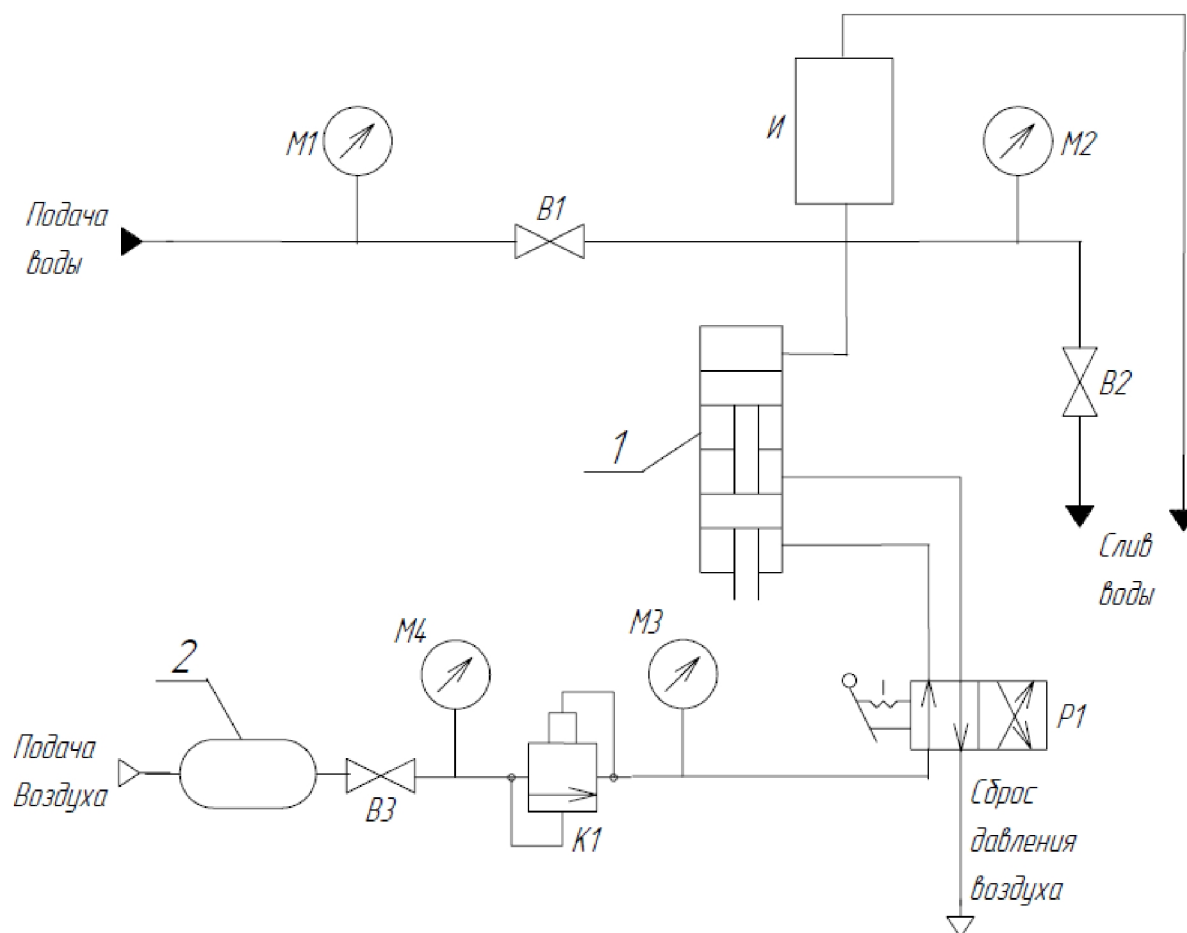 М1
И
М2
В1
Подача
воды
В2
1
Слив
воды
М4
М3
2
Р1
Подача
Воздуха
В3
К1
Сброс
давления
воздуха